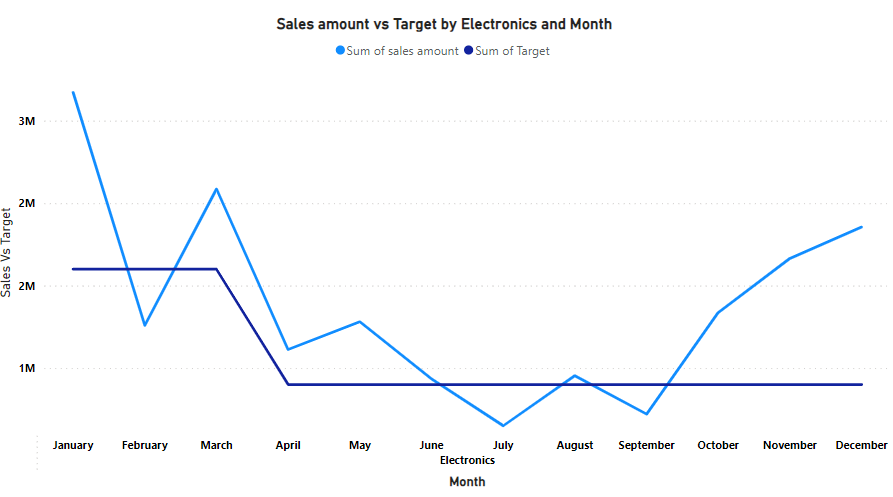 Sales amount vs Target by Electronics and Month
Sum of sales amount Sum of Target
3M
2M
2M
1M
Sales Vs Target
January February March April May June July August September October November December
Electronics
Month